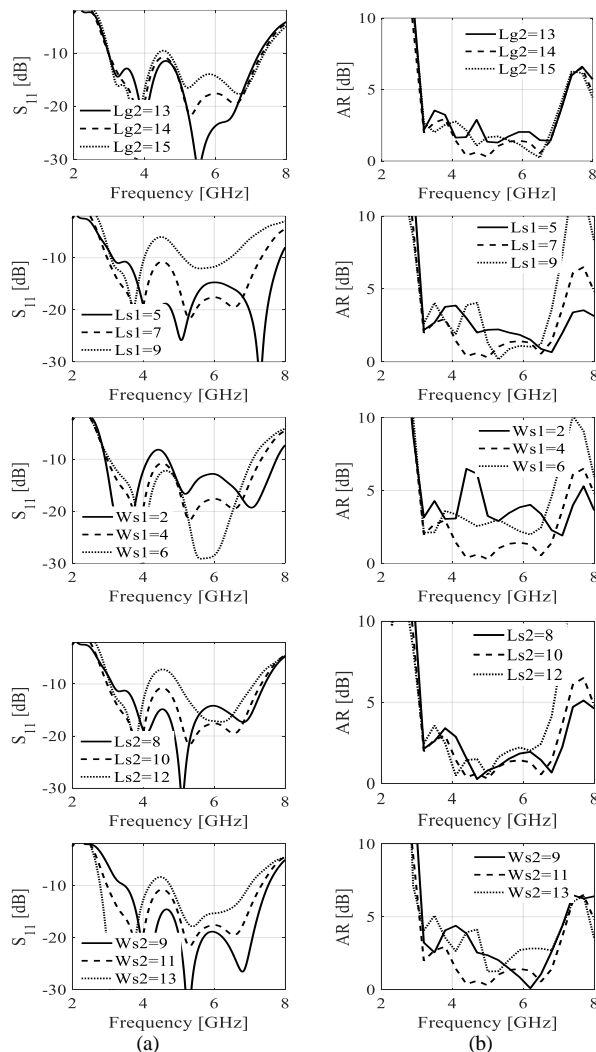 -10
-20
-30
S11 [dB]
Lg2=13
Lg2=14
Lg2=15
2 4 6 8
Frequency [GHz]
10
5
0
AR [dB]
Lg2=13
Lg2=14
Lg2=15
2 4 6 8
Frequency [GHz]
-10
-20
-30
S11 [dB]
Ls1=5
Ls1=7
Ls1=9
2 4 6 8
Frequency [GHz]
10
5
0
AR [dB]
Ls1=5
Ls1=7
Ls1=9
2 4 6 8
Frequency [GHz]
-10
-20
-30
S11 [dB]
Ws1=2
Ws1=4
Ws1=6
2 4 6 8
Frequency [GHz]
10
5
0
AR [dB]
Ws1=2
Ws1=4
Ws1=6
2 4 6 8
Frequency [GHz]
-10
-20
-30
S11 [dB]
Ls2=8
Ls2=10
Ls2=12
2 4 6 8
Frequency [GHz]
10
5
0
AR [dB]
Ls2=8
Ls2=10
Ls2=12
2 4 6 8
Frequency [GHz]
-10
-20
-30
S11 [dB]
Ws2=9
Ws2=11
Ws2=13
2 4 6 8
Frequency [GHz]
10
5
0
AR [dB]
Ws2=9
Ws2=11
Ws2=13
2 4 6 8
Frequency [GHz]
(a)
(b)